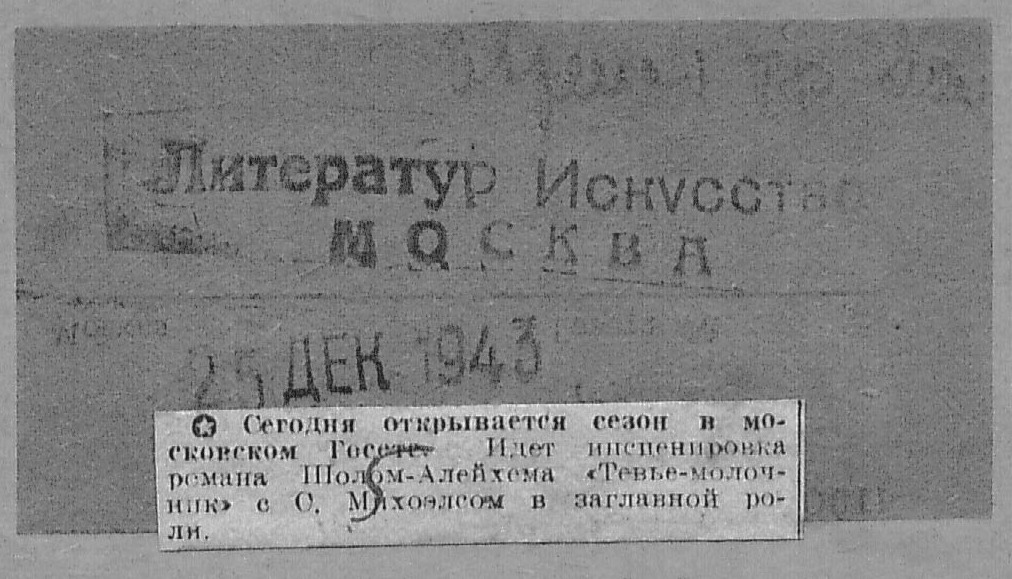 Литератур Искусств
МОСКВА
25 ДЕК 1943
Сегодня открывается сезон в мо-
сковском Госете. Идет инсценировка
романа Шолом-Алейхема «Тевье-молоч-
ник» с С. Михоэлсом в заглавной ро-
ли.